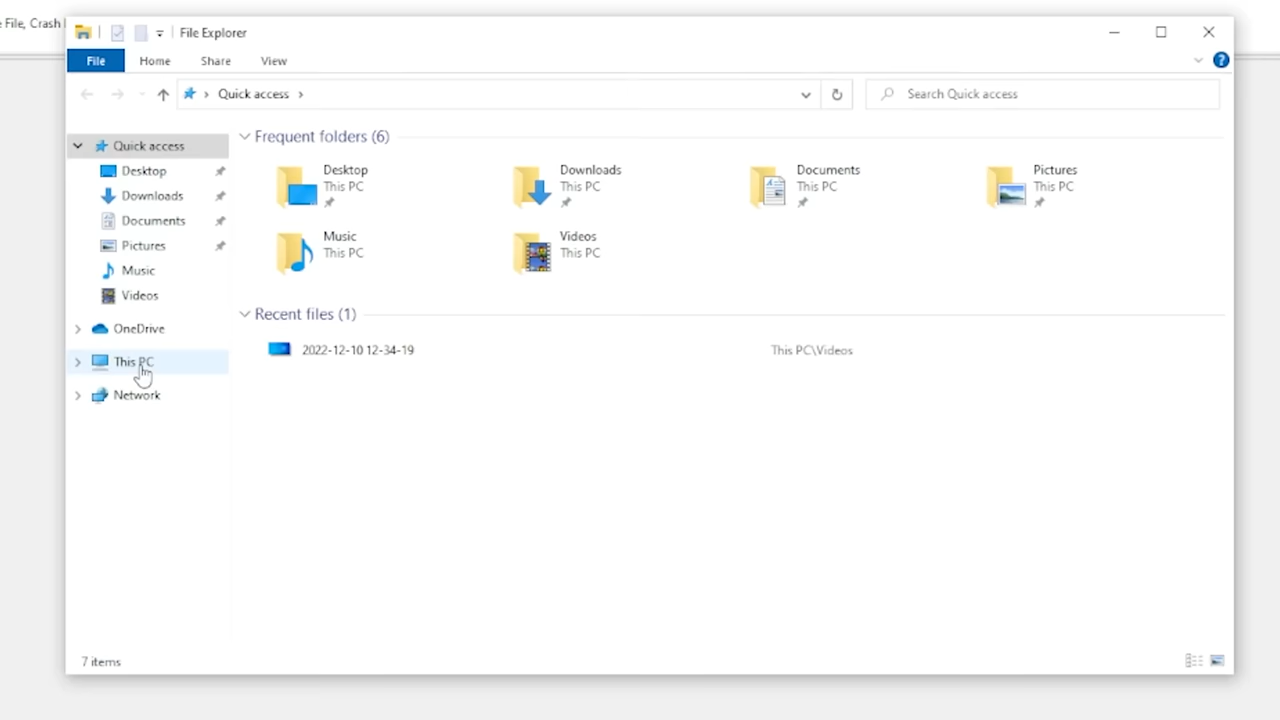 File, Crash
File Explorer
File
Home
Share
View
Quick access
Search Quick access
Quick access
Desktop
Downloads
Documents
Pictures
Music
Videos
OneDrive
This PC
Network
Frequent folders (6)
Desktop
This PC
Downloads
This PC
Documents
This PC
Pictures
This PC
Music
This PC
Videos
This PC
Recent files (1)
2022-12-10 12-34-19
This PC\Videos
7 items